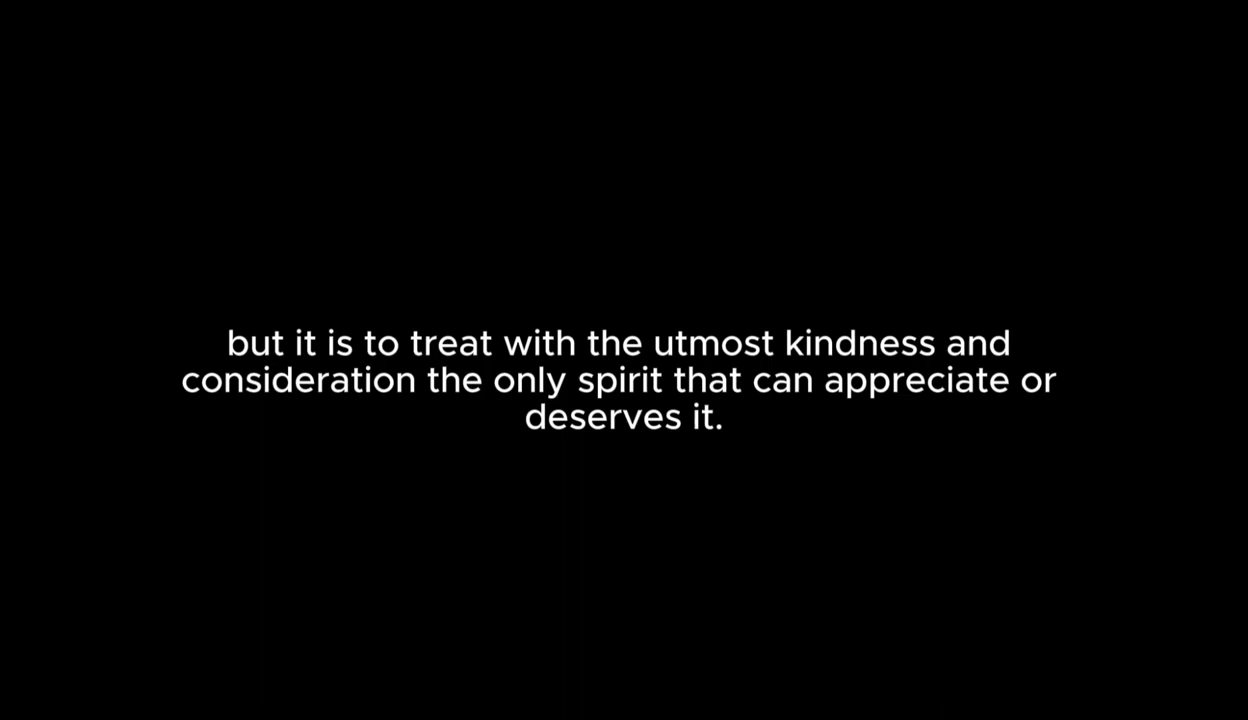 but it is to treat with the utmost kindness and
consideration the only spirit that can appreciate or
deserves it.